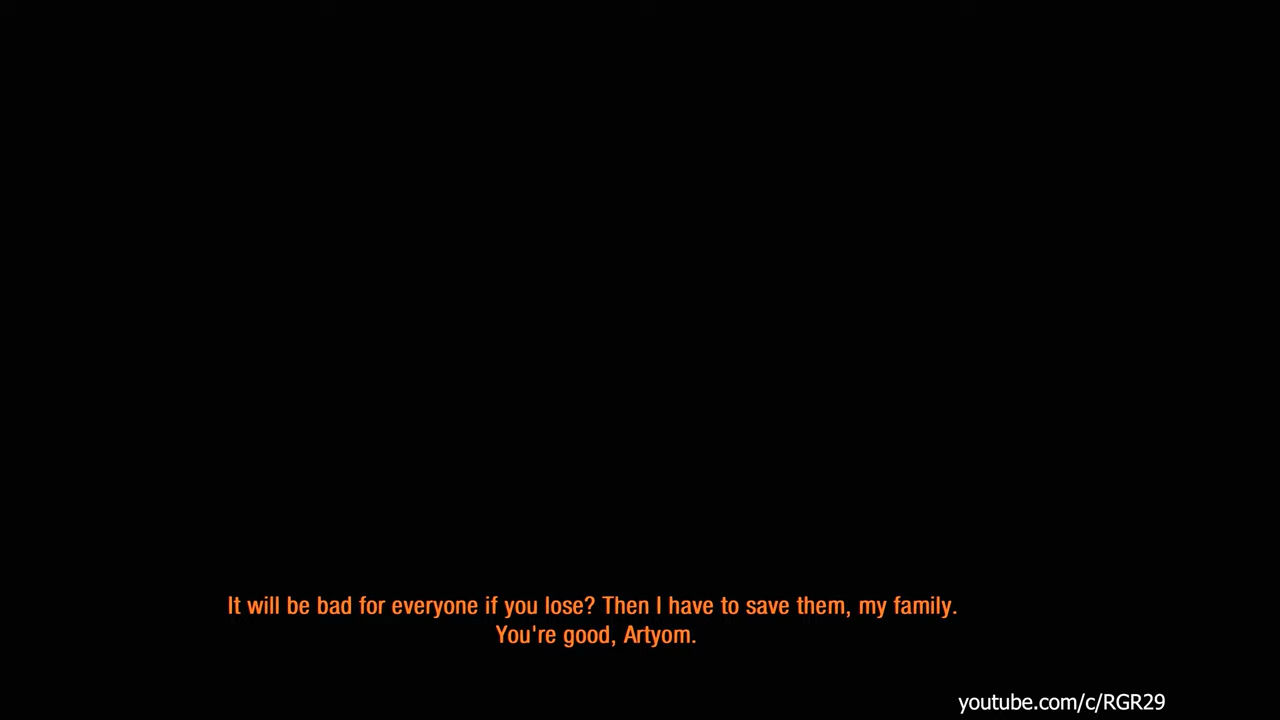 It will be bad for everyone if you lose? Then I have to save them, my family.
You're good, Artyom.
youtube.com/c/RGR29